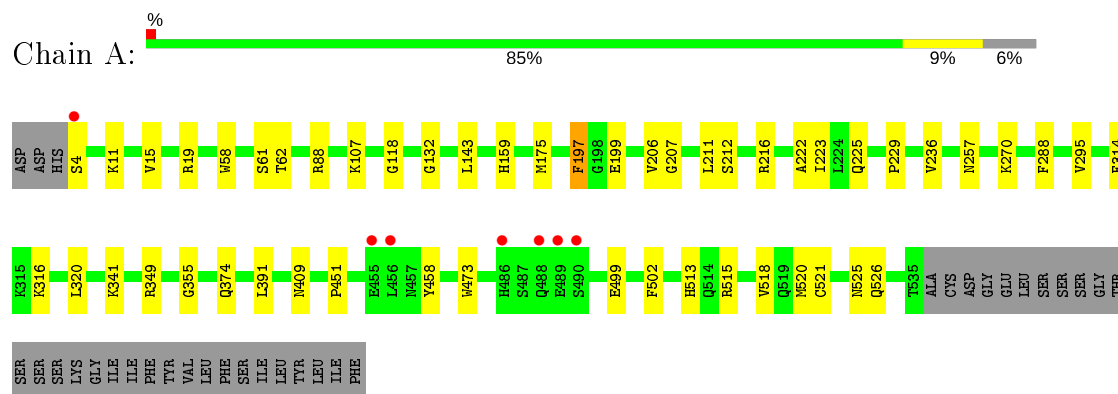 %
Chain A:
85% 9% 6%
ASP ASP HIS S4 K11 V15 R19 W58 S61 T62 R88 K107 G118 G132 L143 H159 M175 F197 G198 E199 V206 G207 L211 S212 R216 A222 I223 L224 Q225 P229 V236 N257 K270 F288 V295 E314
K315 K316 L320 K341 R349 G355 Q374 L391 N409 P451 E455 L456 N457 Y458 W473 H486 S487 Q488 E489 S490 E499 F502 H513 Q514 R515 V518 Q519 M520 C521 N525 Q526 T535 ALA CYS ASP GLY GLU LEU SER SER SER GLY THR
SER SER SER LYS GLY ILE ILE PHE TYR VAL LEU PHE SER ILE LEU TYR LEU ILE PHE